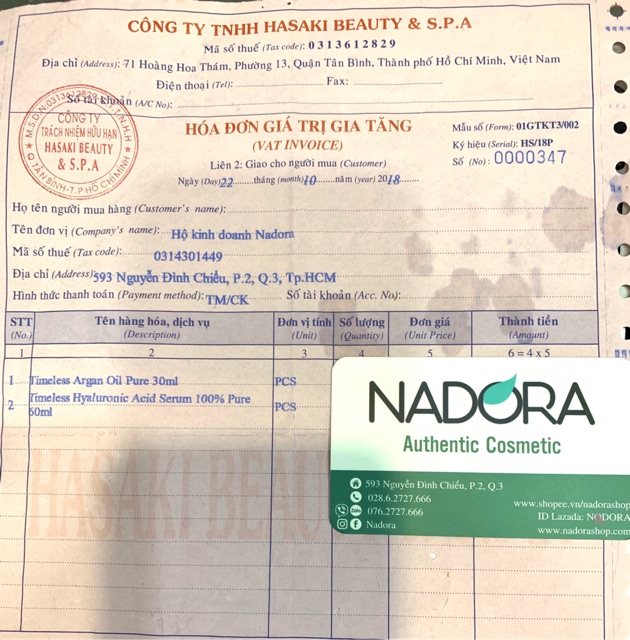 CÔNG TY TNHH HASAKI BEAUTY & S.P.A
Mã số thuế (Tax code): 0313612829
Địa chỉ (Address): 71 Hoàng Hoa Thám, Phường 13, Quận Tân Bình, Thành phố Hồ Chí Minh, Việt Nam
Điện thoại (Tel): Fax:
Số tài khoản (A/C No):
M.S.D.N:0313612829 T.N.H.H
CÔNG TY
TRÁCH NHIỆM HỮU HẠN
HASAKI BEAUTY
& S.P.A
Q.TÂN BÌNH-T.P HỒ CHÍ MINH
HÓA ĐƠN GIÁ TRỊ GIA TĂNG
(VAT INVOICE)
Liên 2: Giao cho người mua (Customer)
Ngày (Day) 22 tháng (month) 10 năm (year) 2018
Mẫu số (Form): 01GTKT3/002
Ký hiệu (Serial): HS/18P
Số (No): 0000347
Họ tên người mua hàng (Customer's name):
Tên đơn vị (Company's name): Hộ kinh doanh Nadora
Mã số thuế (Tax code): 0314301449
Địa chỉ (Address) 593 Nguyễn Đình Chiểu, P.2, Q.3, Tp.HCM
Hình thức thanh toán (Payment method): TM/CK Số tài khoản (Acc. No):
STT Tên hàng hóa, dịch vụ Đơn vị tính Số lượng Đơn giá Thành tiền
(No.) (Description) (Unit) (Quantity) (Unit Price) (Amount)
1 2 3 4 5 6 = 4 x 5
1 Timeless Argan Oil Pure 30ml PCS
2 Timeless Hyaluronic Acid Serum 100% Pure PCS
60ml
HASAKI BEAU
NADORA
Authentic Cosmetic
593 Nguyễn Đình Chiểu, P.2, Q.3
028.6.2727.666
Zalo 076.2727.666
Nadora
www.shopee.vn/nadorashop
ID Lazada: NADORA
www.nadorashop.com